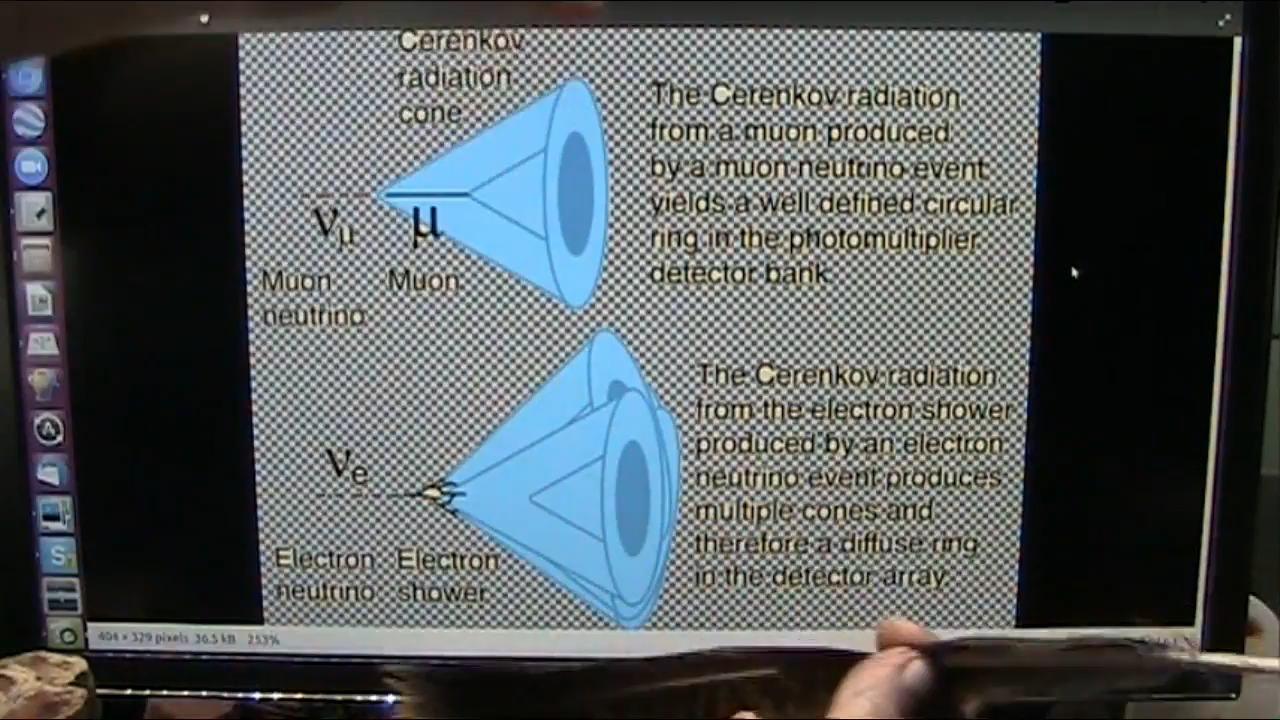 Cerenkov
radiation
cone
The Cerenkov radiation
from a muon produced
by a muon neutrino event
yields a well defined circular
ring in the photomultiplier
detector bank.
νμ
μ
Muon
neutrino
Muon
The Cerenkov radiation
from the electron shower
produced by an electron
neutrino event produces
multiple cones and
therefore a diffuse ring
in the detector array.
νe
Electron
neutrino
Electron
shower
404 × 329 pixels 36.5 kB 253%